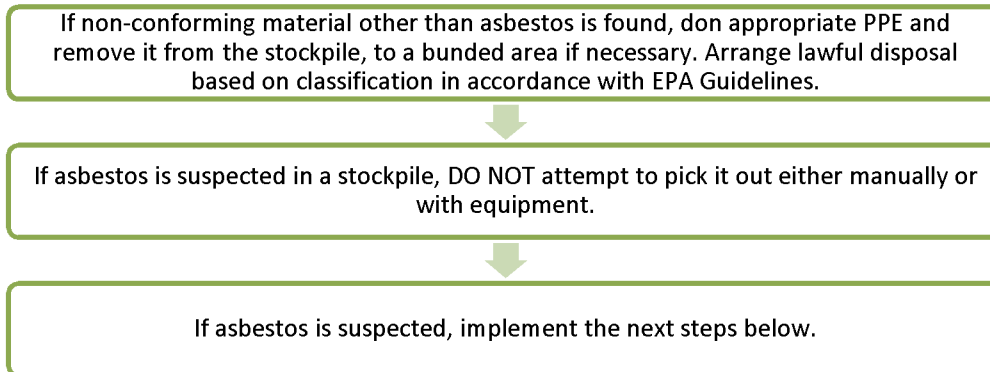 If non-conforming material other than asbestos is found, don appropriate PPE and
remove it from the stockpile, to a bunded area if necessary. Arrange lawful disposal
based on classification in accordance with EPA Guidelines.
If asbestos is suspected in a stockpile, DO NOT attempt to pick it out either manually or
with equipment.
If asbestos is suspected, implement the next steps below.